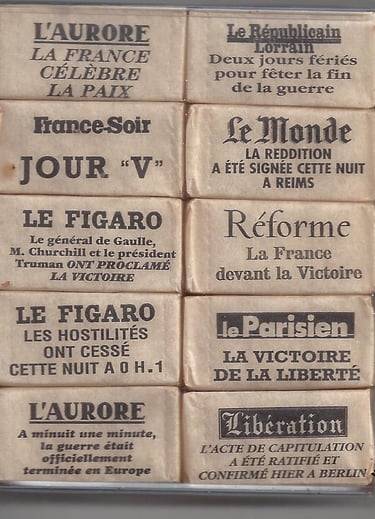 L'AURORE
LA FRANCE
CÉLÈBRE
LA PAIX
Le Républicain
Lorrain
Deux jours fériés
pour fêter la fin
de la guerre
France-Soir
JOUR "V"
Le Monde
LA REDDITION
A ÉTÉ SIGNÉE CETTE NUIT
A REIMS
LE FIGARO
Le général de Gaulle,
M. Churchill et le président
Truman ONT PROCLAMÉ
LA VICTOIRE
Réforme
La France
devant la Victoire
LE FIGARO
LES HOSTILITÉS
ONT CESSÉ
CETTE NUIT A 0 H.1
le Parisien
LA VICTOIRE
DE LA LIBERTÉ
L'AURORE
A minuit une minute,
la guerre était
officiellement
terminée en Europe
Libération
L'ACTE DE CAPITULATION
A ÉTÉ RATIFIÉ ET
CONFIRMÉ HIER A BERLIN